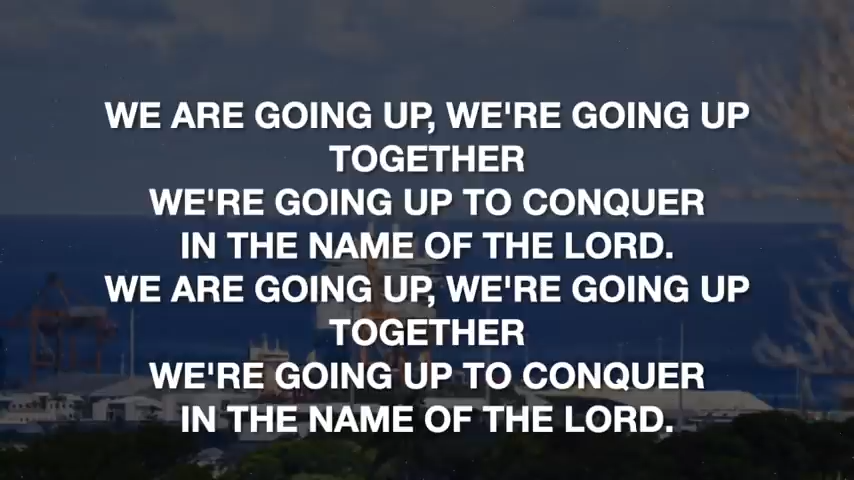 WE ARE GOING UP, WE'RE GOING UP
TOGETHER
WE'RE GOING UP TO CONQUER
IN THE NAME OF THE LORD.
WE ARE GOING UP, WE'RE GOING UP
TOGETHER
WE'RE GOING UP TO CONQUER
IN THE NAME OF THE LORD.